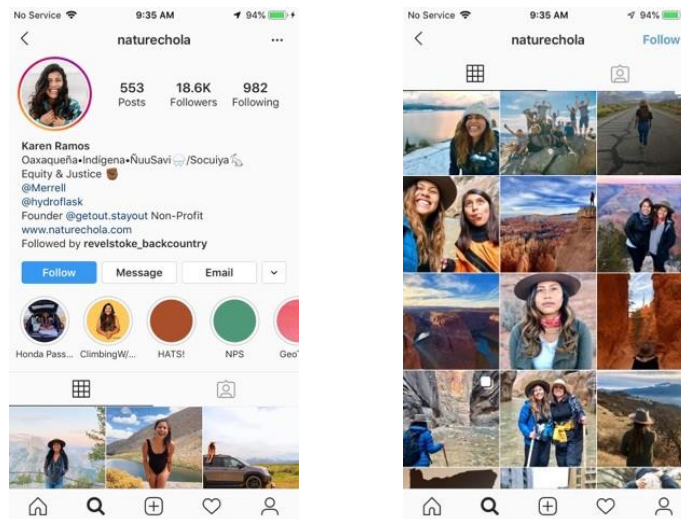 No Service 9:35 AM 94%
naturechola ...
553 18.6K 982
Posts Followers Following
Karen Ramos
Oaxaqueña•Indígena•ÑuuSavi🌧/Socuiya
Equity & Justice ✊🏾
@Merrell
@hydroflask
Founder @getout.stayout Non-Profit
www.naturechola.com
Followed by revelstoke_backcountry
Follow Message Email
Honda Pass... ClimbingW/... HATS! NPS
No Service 9:35 AM 94%
naturechola Follow